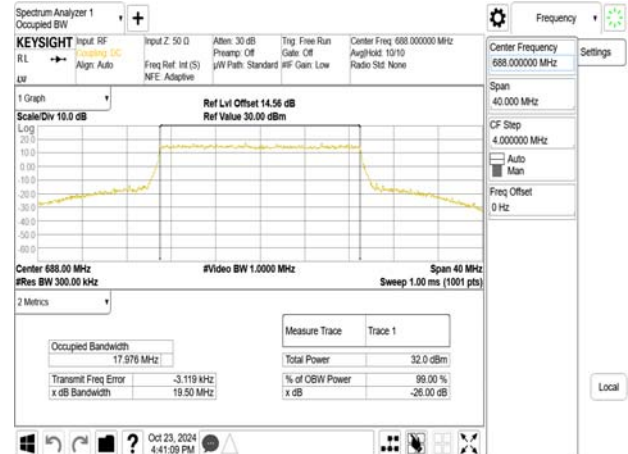 Spectrum Analyzer 1
Occupied BW
Frequency
KEYSIGHT Input: RF Input Z: 50 Ω Atten: 30 dB Trig: Free Run Center Freq: 688.000000 MHz
RL Coupling: DC Preamp: Off Gate: Off Avg|Hold: 10/10
Align: Auto Freq Ref: Int (S) µW Path: Standard #IF Gain: Low Radio Std: None
NFE: Adaptive
1 Graph
Ref Lvl Offset 14.56 dB
Scale/Div 10.0 dB Ref Value 30.00 dBm
Log
20.0
10.0
0.00
-10.0
-20.0
-30.0
-40.0
-50.0
-60.0
Center 688.00 MHz #Video BW 1.0000 MHz Span 40 MHz
#Res BW 300.00 kHz Sweep 1.00 ms (1001 pts)
2 Metrics
Measure Trace Trace 1
Occupied Bandwidth
17.976 MHz Total Power 32.0 dBm
Transmit Freq Error -3.119 kHz % of OBW Power 99.00 %
x dB Bandwidth 19.50 MHz x dB -26.00 dB
Center Frequency
688.000000 MHz
Settings
Span
40.000 MHz
CF Step
4.000000 MHz
Auto
Man
Freq Offset
0 Hz
Local
Oct 23, 2024
4:41:09 PM